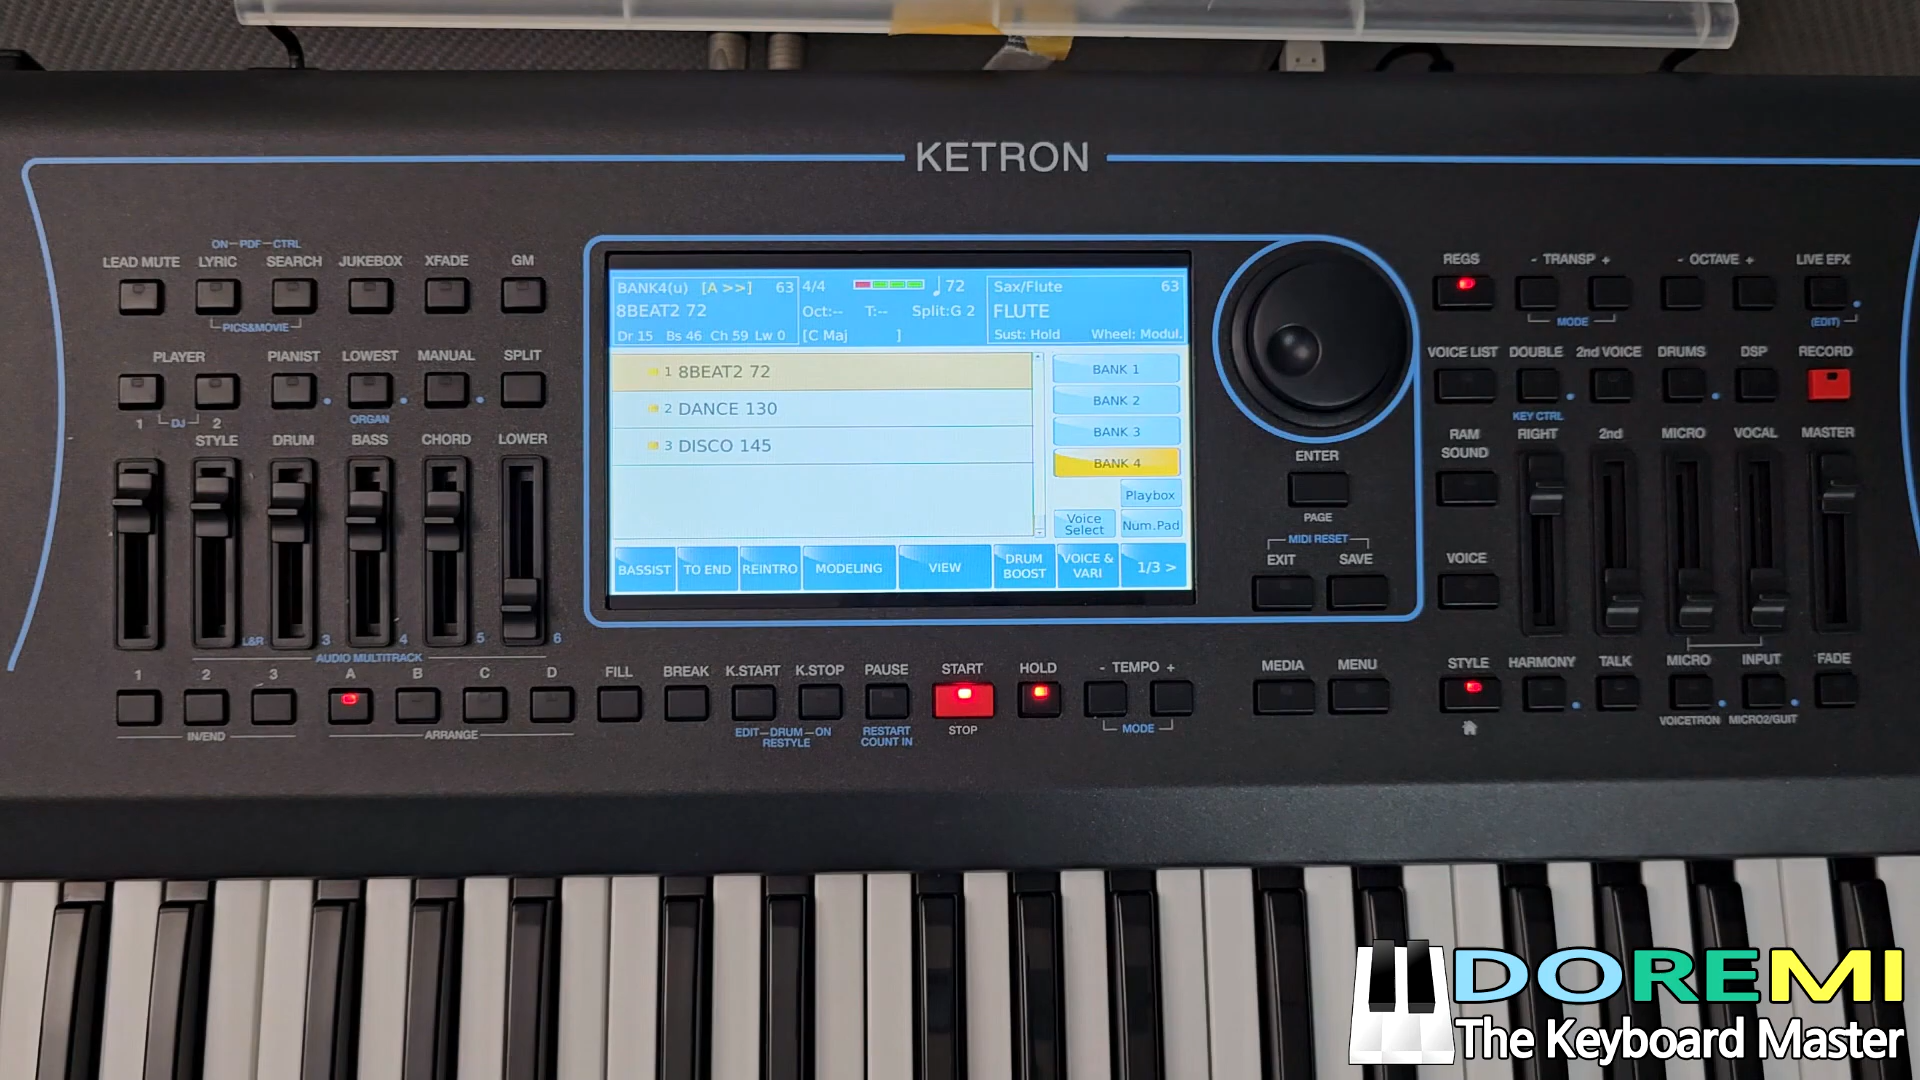 KETRON
ON-PDF-CTRL
LEAD MUTE LYRIC SEARCH JUKEBOX XFADE GM
PICS&MOVIE
PLAYER PIANIST LOWEST MANUAL SPLIT
1 DJ 2 ORGAN
STYLE DRUM BASS CHORD LOWER
L&R 3 4 5 6
AUDIO MULTITRACK
1 2 3 A B C D
IN/END ARRANGE
FILL BREAK K.START K.STOP PAUSE START HOLD - TEMPO +
EDIT-DRUM-ON RESTART STOP MODE
RESTYLE COUNT IN
BANK4(u) [A >>] 63 4/4 72 Sax/Flute 63
8BEAT2 72 Oct:-- T:-- Split:G 2 FLUTE
Dr 15 Bs 46 Ch 59 Lw 0 [C Maj ] Sust: Hold Wheel: Modul.
1 8BEAT2 72
2 DANCE 130
3 DISCO 145
BANK 1
BANK 2
BANK 3
BANK 4
Playbox
Voice Select Num.Pad
BASSIST TO END REINTRO MODELING VIEW DRUM BOOST VOICE & VARI 1/3 >
ENTER
PAGE
MIDI RESET
EXIT SAVE
MEDIA MENU
REGS - TRANSP + - OCTAVE + LIVE EFX
MODE (EDIT)
VOICE LIST DOUBLE 2nd VOICE DRUMS DSP RECORD
KEY CTRL
RAM SOUND RIGHT 2nd MICRO VOCAL MASTER
VOICE
STYLE HARMONY TALK MICRO INPUT FADE
VOICETRON MICRO2/GUIT
DOREMI
The Keyboard Master